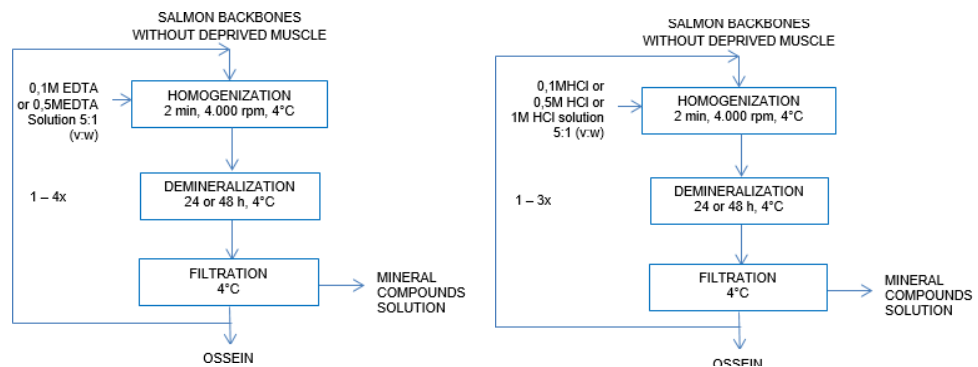 SALMON BACKBONES
WITHOUT DEPRIVED MUSCLE
0,1M EDTA
or 0,5MEDTA
Solution 5:1
(v:w)
HOMOGENIZATION
2 min, 4.000 rpm, 4°C
1 – 4x
DEMINERALIZATION
24 or 48 h, 4°C
FILTRATION
4°C
MINERAL
COMPOUNDS
SOLUTION
OSSEIN
SALMON BACKBONES
WITHOUT DEPRIVED MUSCLE
0,1MHCl or
0,5M HCl or
1M HCl solution
5:1 (v:w)
HOMOGENIZATION
2 min, 4.000 rpm, 4°C
1 – 3x
DEMINERALIZATION
24 or 48 h, 4°C
FILTRATION
4°C
MINERAL
COMPOUNDS
SOLUTION
OSSEIN